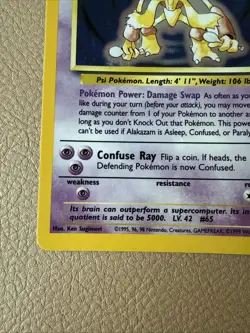 Psi Pokémon. Length: 4' 11", Weight: 106 lb
Pokémon Power: Damage Swap As often as yo
like during your turn (before your attack), you may move
damage counter from 1 of your Pokémon to another as
long as you don't Knock Out that Pokémon. This power
can't be used if Alakazam is Asleep, Confused, or Paraly
Confuse Ray Flip a coin. If heads, the
Defending Pokémon is now Confused.
weakness
resistance
Its brain can outperform a supercomputer. Its in
quotient is said to be 5000. LV. 42 #65
Illus. Ken Sugimori
©1995, 96, 98 Nintendo, Creatures, GAMEFREAK. ©1999